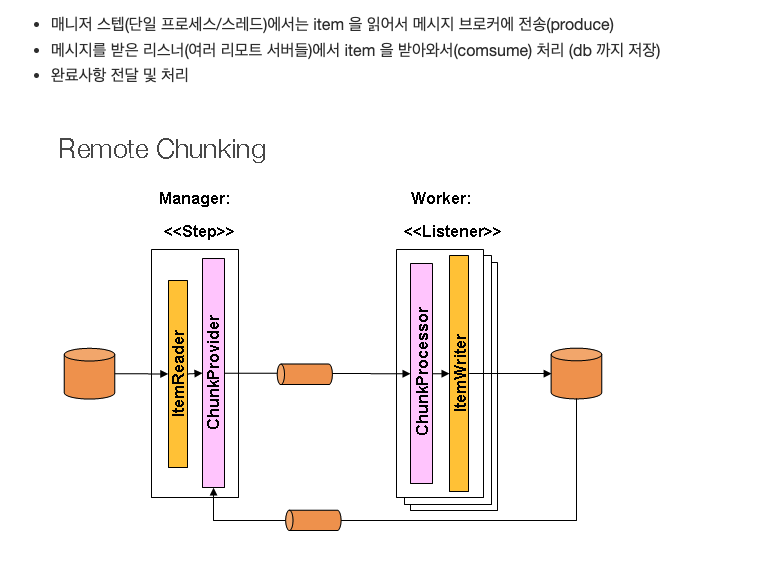 매니저 스텝(단일 프로세스/스레드)에서는 item 을 읽어서 메시지 브로커에 전송(produce)
메시지를 받은 리스너(여러 리모트 서버들)에서 item 을 받아와서(comsume) 처리 (db 까지 저장)
완료사항 전달 및 처리
Remote Chunking
Manager:
Worker:
<<Step>>
<<Listener>>
ItemReader
ChunkProvider
ChunkProcessor
ItemWriter